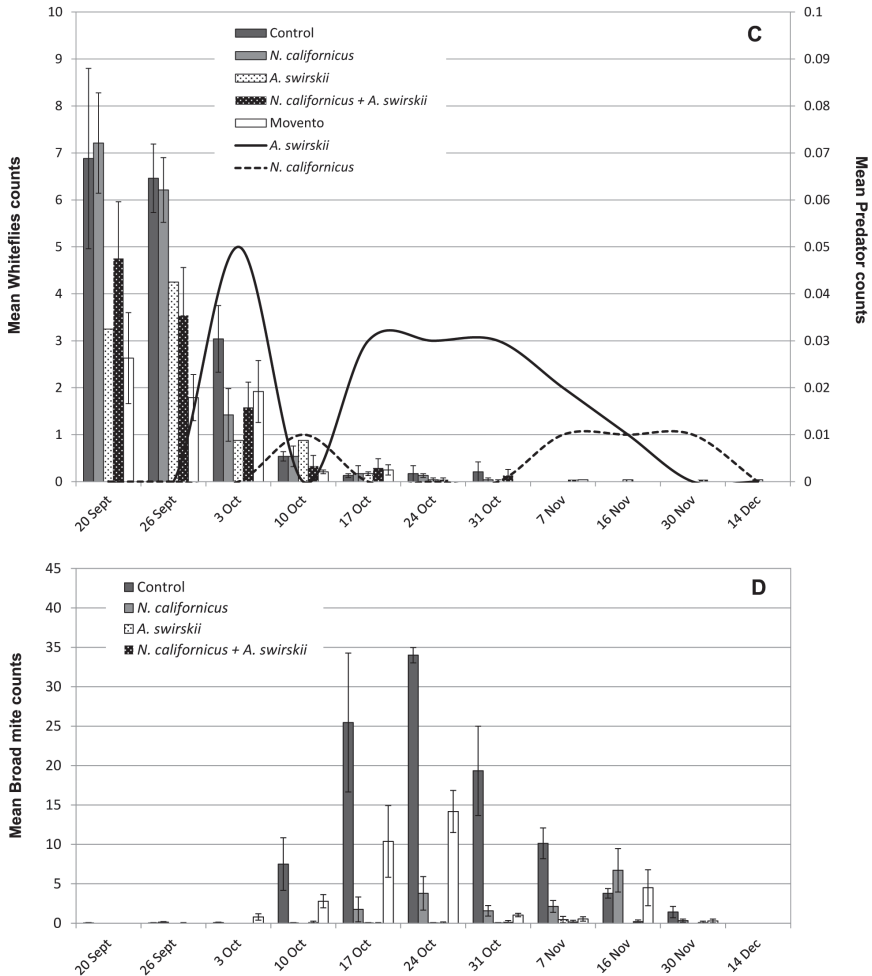 C
Control
N. californicus
A. swirskii
N. californicus + A. swirskii
Movento
A. swirskii
N. californicus
Mean Whiteflies counts
10
9
8
7
6
5
4
3
2
1
0
Mean Predator counts
0.1
0.09
0.08
0.07
0.06
0.05
0.04
0.03
0.02
0.01
0
20 Sept
26 Sept
3 Oct
10 Oct
17 Oct
24 Oct
31 Oct
7 Nov
16 Nov
30 Nov
14 Dec
D
Control
N. californicus
A. swirskii
N. californicus + A. swirskii
Mean Broad mite counts
45
40
35
30
25
20
15
10
5
0
20 Sept
26 Sept
3 Oct
10 Oct
17 Oct
24 Oct
31 Oct
7 Nov
16 Nov
30 Nov
14 Dec